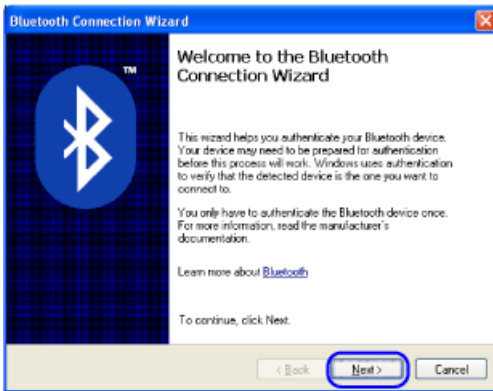 Bluetooth Connection Wizard
TM
Welcome to the Bluetooth
Connection Wizard
This wizard helps you authenticate your Bluetooth device.
Your device may need to be prepared for authentication
before this process will work. Windows uses authentication
to verify that the detected device is the one you want to
connect to.
You only have to authenticate the Bluetooth device once.
For more information, read the manufacturer's
documentation.
Learn more about Bluetooth
To continue, click Next.
< Back
Next >
Cancel